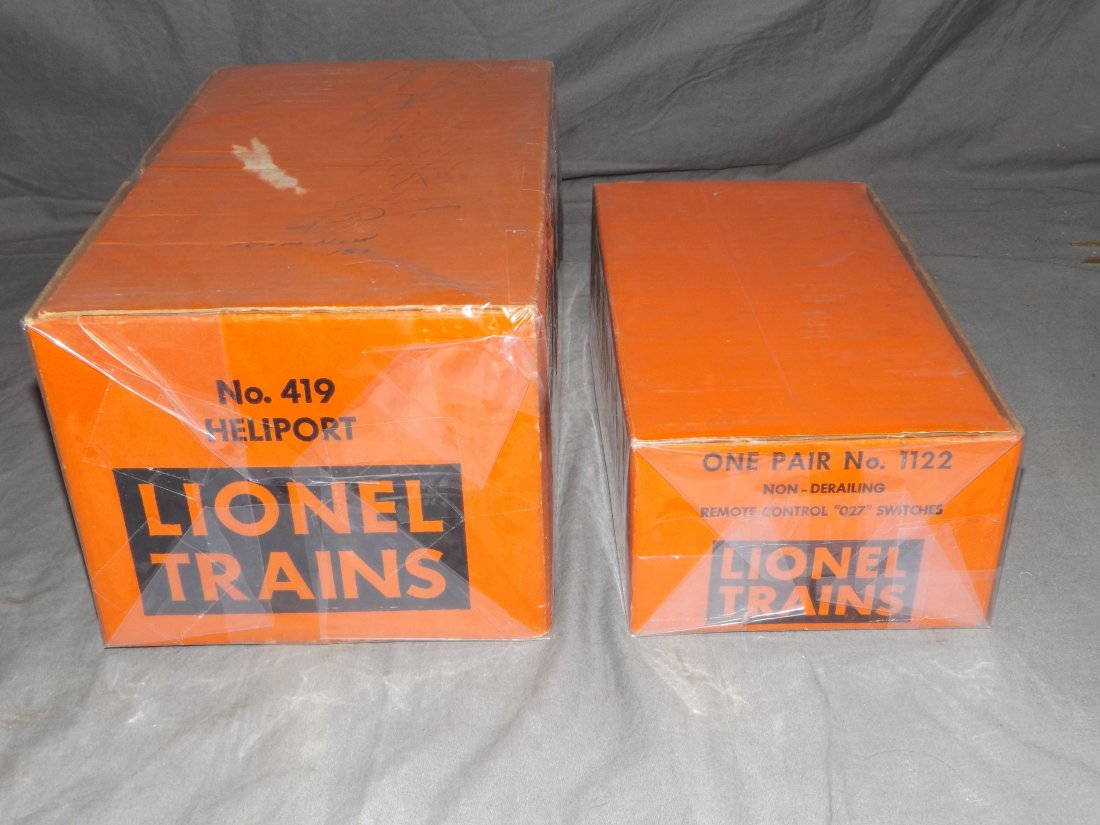 No. 419
HELIPORT
LIONEL
TRAINS
ONE PAIR No. 1122
NON-DERAILING
REMOTE CONTROL "027" SWITCHES
LIONEL
TRAINS